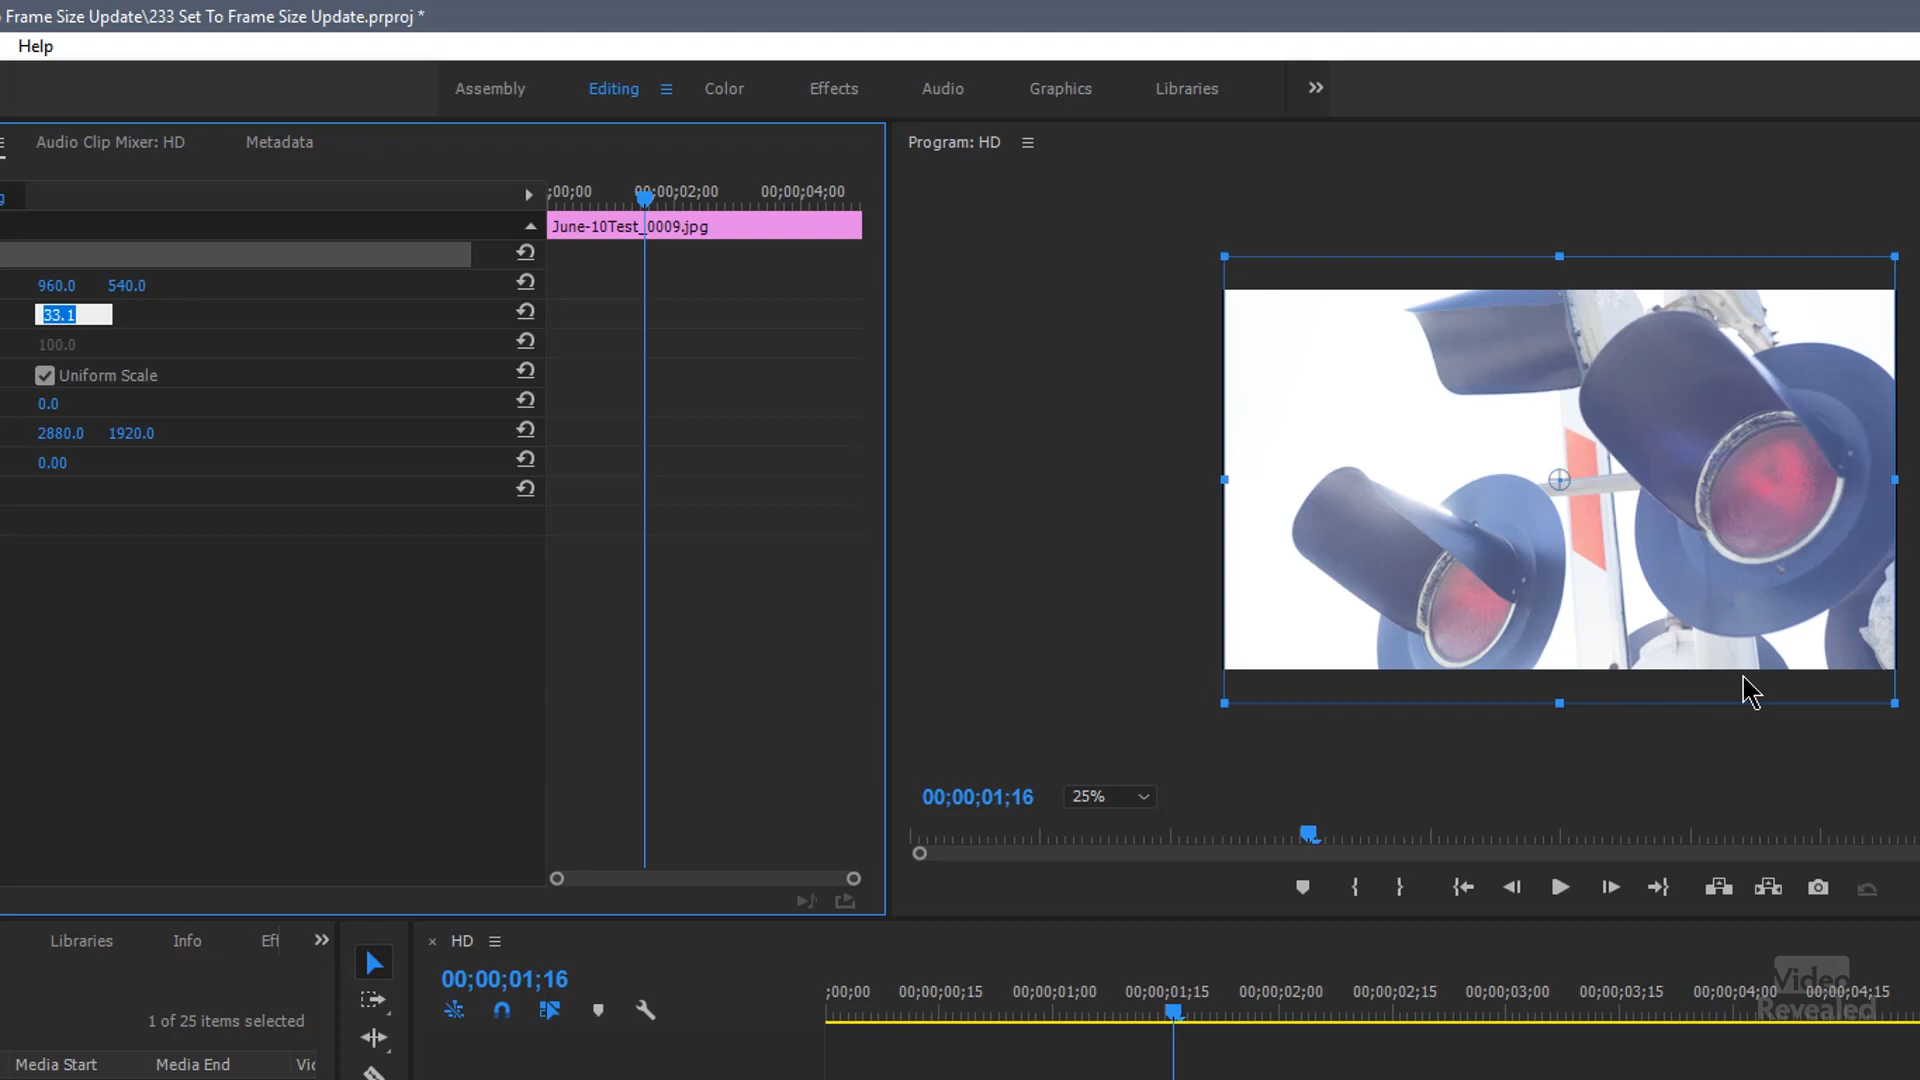 Frame Size Update\233 Set To Frame Size Update.prproj *
Help
Assembly Editing Color Effects Audio Graphics Libraries
Audio Clip Mixer: HD Metadata
Program: HD
;00;00 00;00;02;00 00;00;04;00
June-10Test_0009.jpg
960.0 540.0
33.1
100.0
Uniform Scale
0.0
2880.0 1920.0
0.00
00;00;01;16 25%
Libraries Info Eff
HD
00;00;01;16
;00;00 00;00;00;15 00;00;01;00 00;00;01;15 00;00;02;00 00;00;02;15 00;00;03;00 00;00;03;15 00;00;04;00 00;00;04;15
Video
Revealed
1 of 25 items selected
Media Start Media End Vic